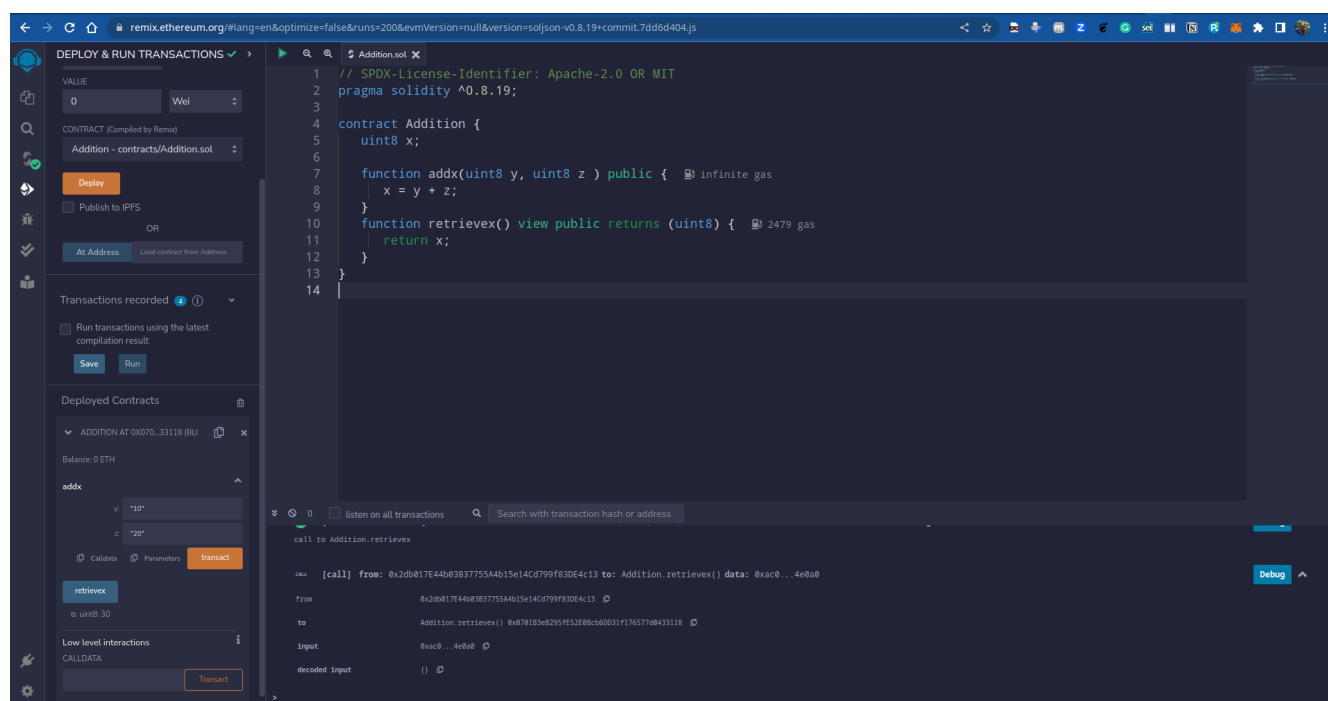 remix.ethereum.org/#lang=en&optimize=false&runs=200&evmVersion=null&version=soljson-v0.8.19+commit.7dd6d404.js
DEPLOY & RUN TRANSACTIONS
VALUE
0 Wei
CONTRACT (Compiled by Remix)
Addition - contracts/Addition.sol
Deploy
Publish to IPFS
OR
At Address Load contract from Address
Transactions recorded 4 i
Run transactions using the latest
compilation result
Save Run
Deployed Contracts
ADDITION AT 0X070...33118 (BL
Balance: 0 ETH
addx
y: "10"
z: "20"
Calldata Parameters transact
retrievex
0: uint8: 30
Low level interactions i
CALLDATA
Transact
Addition.sol
1 // SPDX-License-Identifier: Apache-2.0 OR MIT
2 pragma solidity ^0.8.19;
3
4 contract Addition {
5 uint8 x;
6
7 function addx(uint8 y, uint8 z ) public { infinite gas
8 x = y + z;
9 }
10 function retrievex() view public returns (uint8) { 2479 gas
11 return x;
12 }
13 }
14
0 listen on all transactions Search with transaction hash or address
call to Addition.retrievex
CALL [call] from: 0x2db017E44b03B37755A4b15e14Cd799f83DE4c13 to: Addition.retrievex() data: 0xac0...4e0a0
Debug
from 0x2db017E44b03B37755A4b15e14Cd799f83DE4c13
to Addition.retrievex() 0x070183e8295fE52E0Bcb6DD31f176577d0433118
input 0xac0...4e0a0
decoded input {}
>